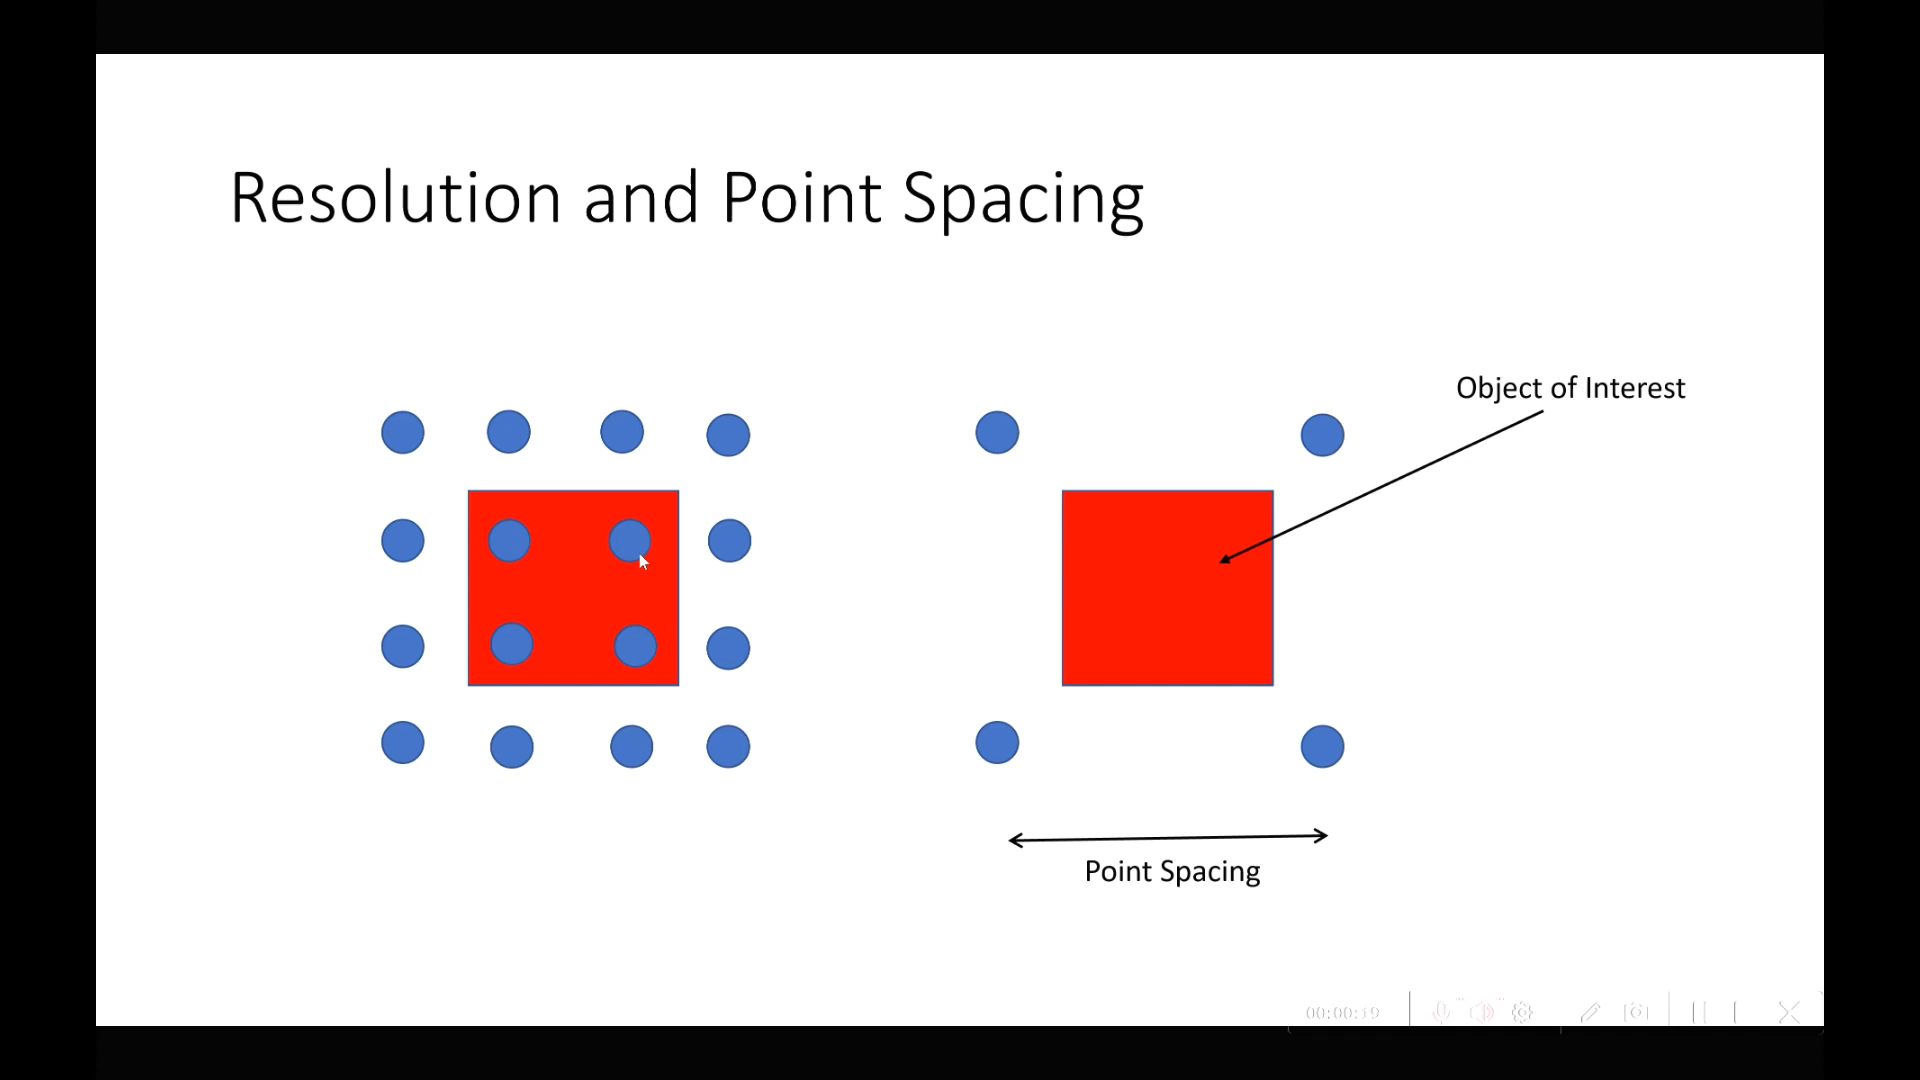 Resolution and Point Spacing
Object of Interest
Point Spacing